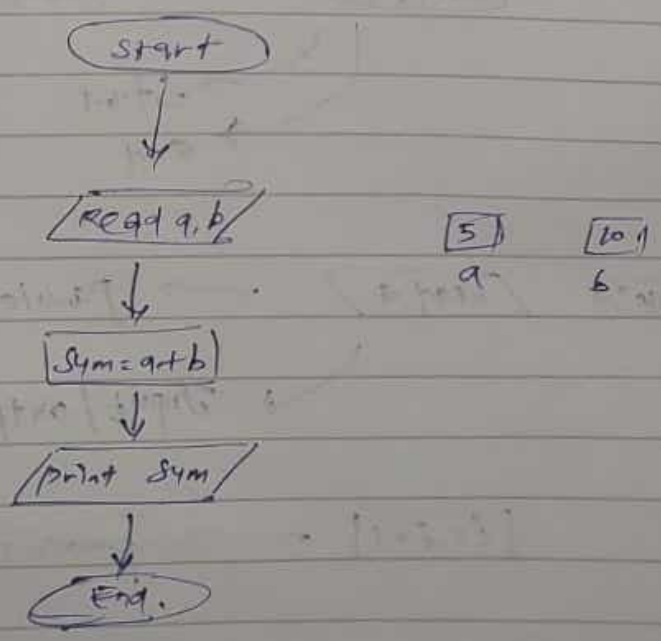 Start
Read a, b
5 10
a b
Sum = a + b
print Sum
End.